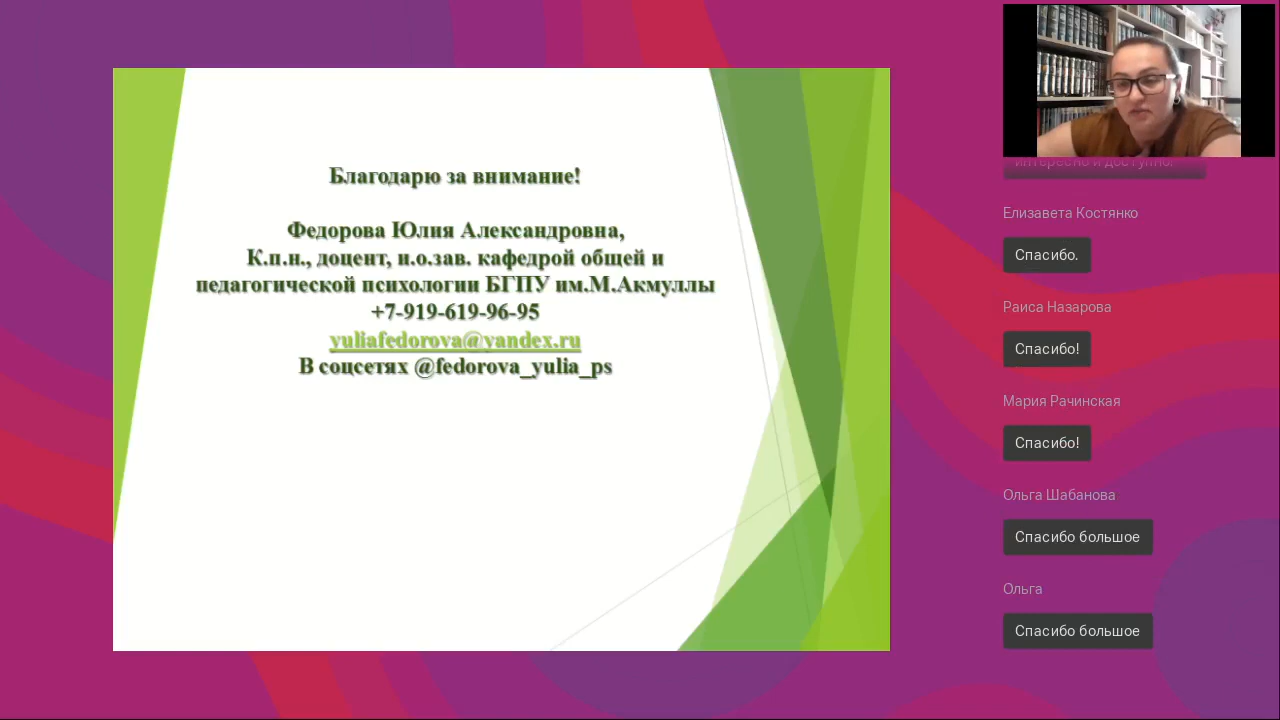 Благодарю за внимание!
Федорова Юлия Александровна,
К.п.н., доцент, и.о.зав. кафедрой общей и
педагогической психологии БГПУ им.М.Акмуллы
+7-919-619-96-95
yuliafedorova@yandex.ru
В соцсетях @fedorova_yulia_ps
интересно и доступно!
Елизавета Костянко
Спасибо.
Раиса Назарова
Спасибо!
Мария Рачинская
Спасибо!
Ольга Шабанова
Спасибо большое
Ольга
Спасибо большое